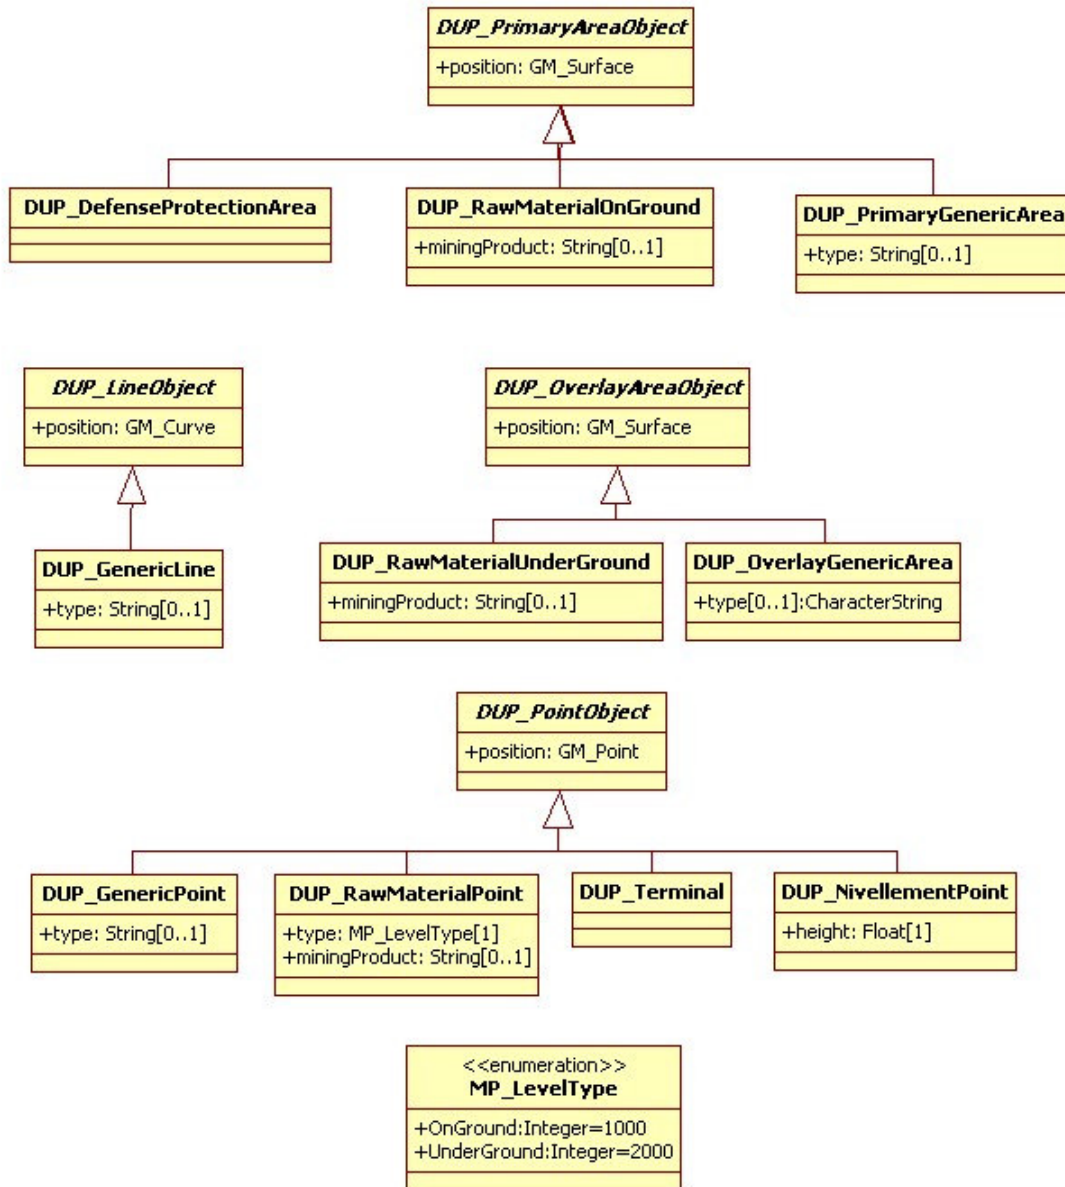 DUP_PrimaryAreaObject
+position: GM_Surface
DUP_DefenseProtectionArea
DUP_RawMaterialOnGround
+miningProduct: String[0..1]
DUP_PrimaryGenericArea
+type: String[0..1]
DUP_LineObject
+position: GM_Curve
DUP_OverlayAreaObject
+position: GM_Surface
DUP_GenericLine
+type: String[0..1]
DUP_RawMaterialUnderGround
+miningProduct: String[0..1]
DUP_OverlayGenericArea
+type[0..1]:CharacterString
DUP_PointObject
+position: GM_Point
DUP_GenericPoint
+type: String[0..1]
DUP_RawMaterialPoint
+type: MP_LevelType[1]
+miningProduct: String[0..1]
DUP_Terminal
DUP_NivellementPoint
+height: Float[1]
<<enumeration>>
MP_LevelType
+OnGround:Integer=1000
+UnderGround:Integer=2000